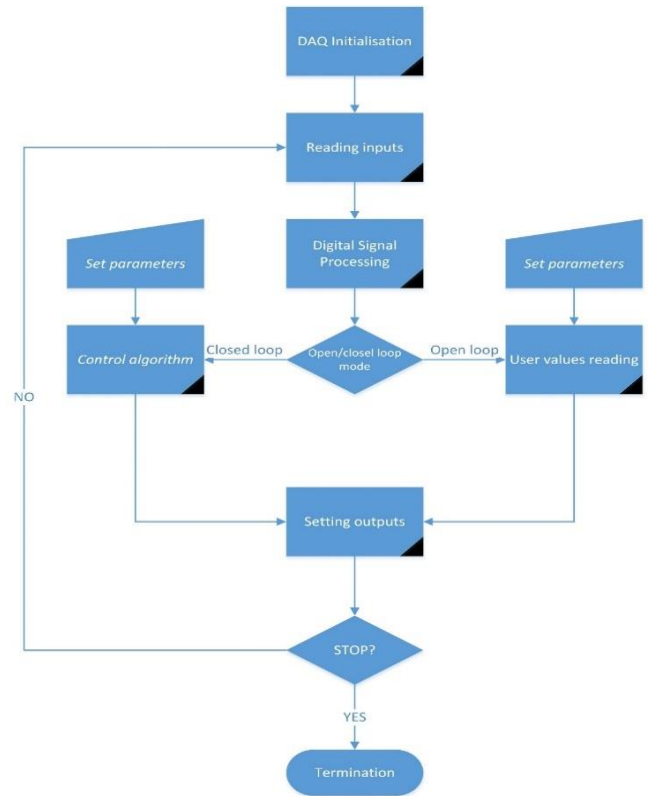 DAQ Initialisation
Reading inputs
Digital Signal
Processing
Set parameters
Set parameters
Control algorithm
Closed loop
Open/closel loop
mode
Open loop
User values reading
NO
Setting outputs
STOP?
YES
Termination